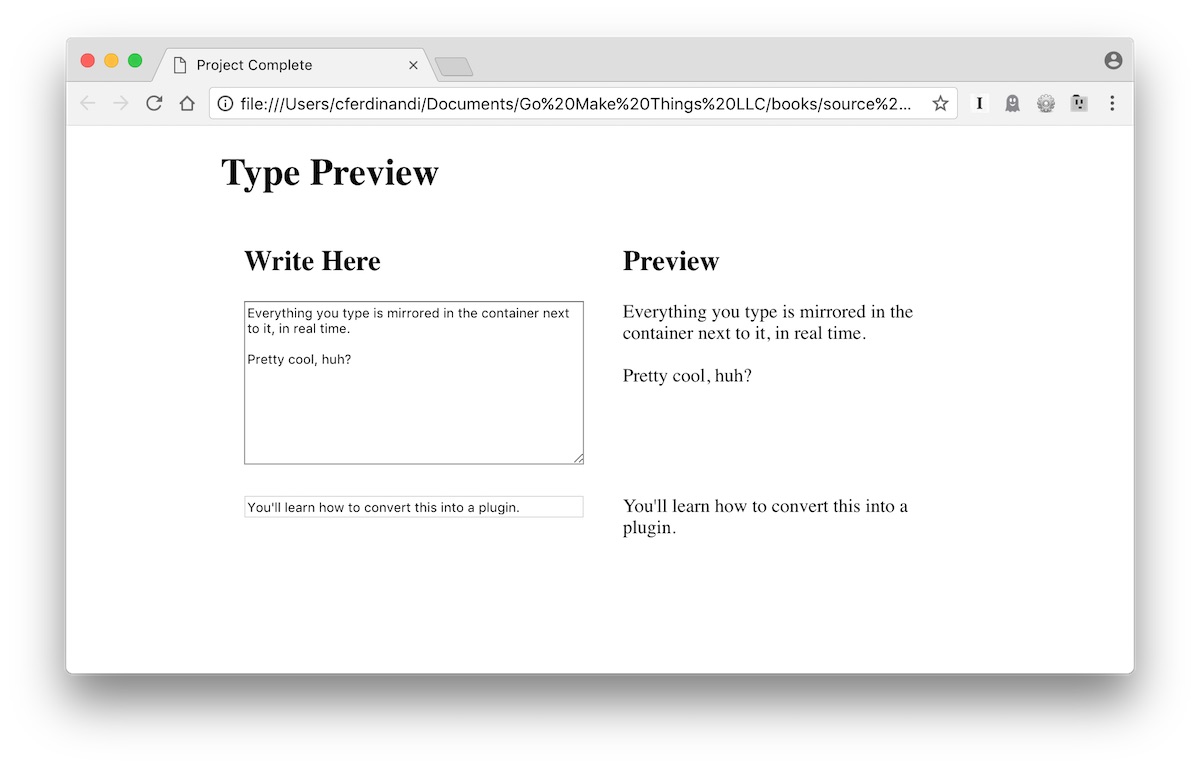 Project Complete
file:///Users/cferdinandi/Documents/Go%20Make%20Things%20LLC/books/source%2...
I
Type Preview
Write Here
Everything you type is mirrored in the container next
to it, in real time.
Pretty cool, huh?
You'll learn how to convert this into a plugin.
Preview
Everything you type is mirrored in the
container next to it, in real time.
Pretty cool, huh?
You'll learn how to convert this into a
plugin.